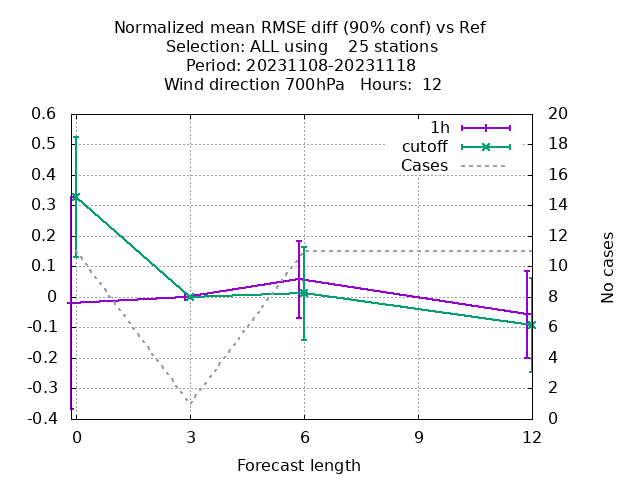 Normalized mean RMSE diff (90% conf) vs Ref
Selection: ALL using    25 stations
Period: 20231108-20231118
Wind direction 700hPa   Hours:  12
1h
cutoff
Cases
0.6
0.5
0.4
0.3
0.2
0.1
0
-0.1
-0.2
-0.3
-0.4
20
18
16
14
12
10
8
6
4
2
0
No cases
0 3 6 9 12
Forecast length